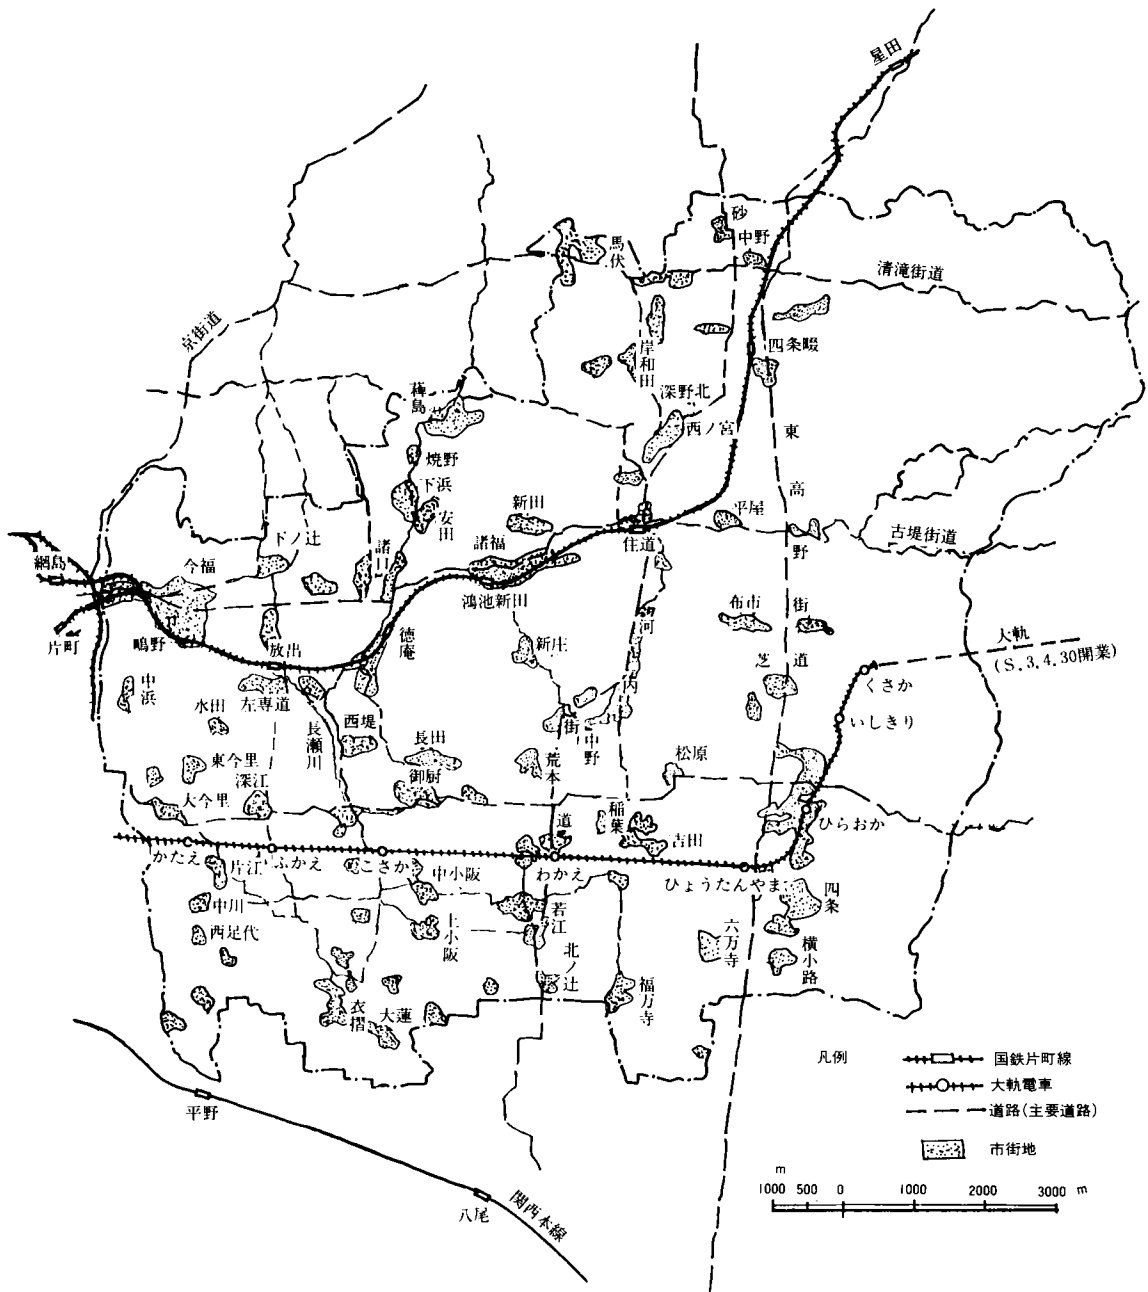 星田
砂
中野
馬伏
清滝街道
京街道
岸和田
四条畷
深野北
西ノ宮
東高野街道
焼野
下浜
安田
新田
平屋
古堤街道
下ノ辻
諸口
諸福
住道
網島
今福
鴻池新田
片町
鴫野
放出
徳庵
新庄
河内街道
布市
芝
大軌
(S.3.4.30開業)
くさか
いしきり
中浜
左専道
水田
長瀬川
西堤
長田
中野
荒本
松原
東今里
深江
御厨
大今里
稲葉
吉田
ひらおか
かたえ
ふかえ
こさか
わかえ
ひょうたんやま
片江
中小阪
中川
若江
四条
西足代
上小阪
六万寺
横小路
北ノ辻
福万寺
衣摺
大蓮
平野
八尾
関西本線
凡例
国鉄片町線
大軌電車
道路(主要道路)
市街地
m
1000 500 0 1000 2000 3000 m